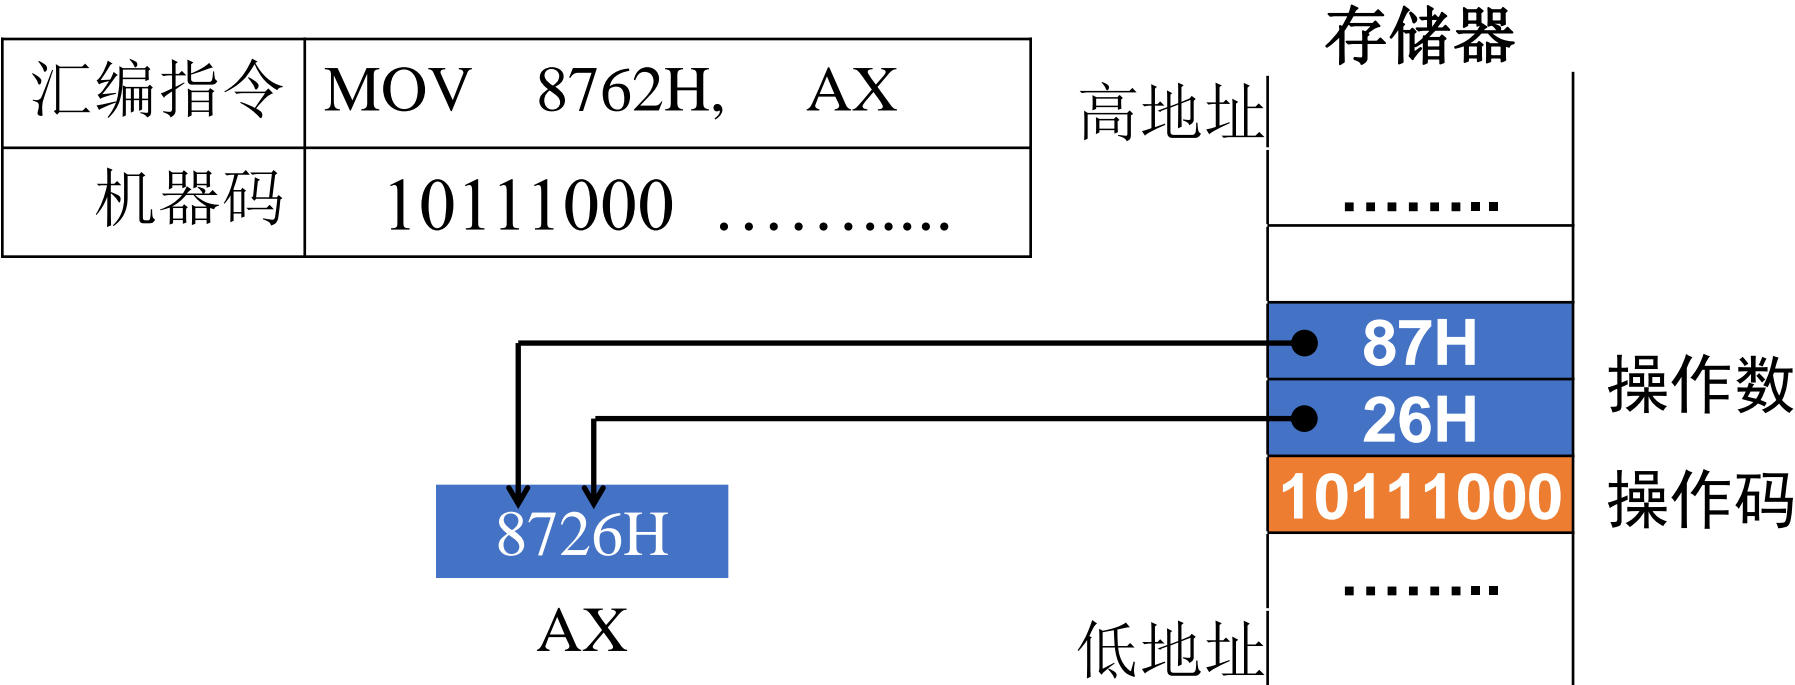 存储器
汇编指令 MOV 8762H, AX
机器码 10111000 ...........
高地址
........
87H
26H
操作数
10111000
操作码
8726H
AX
........
低地址